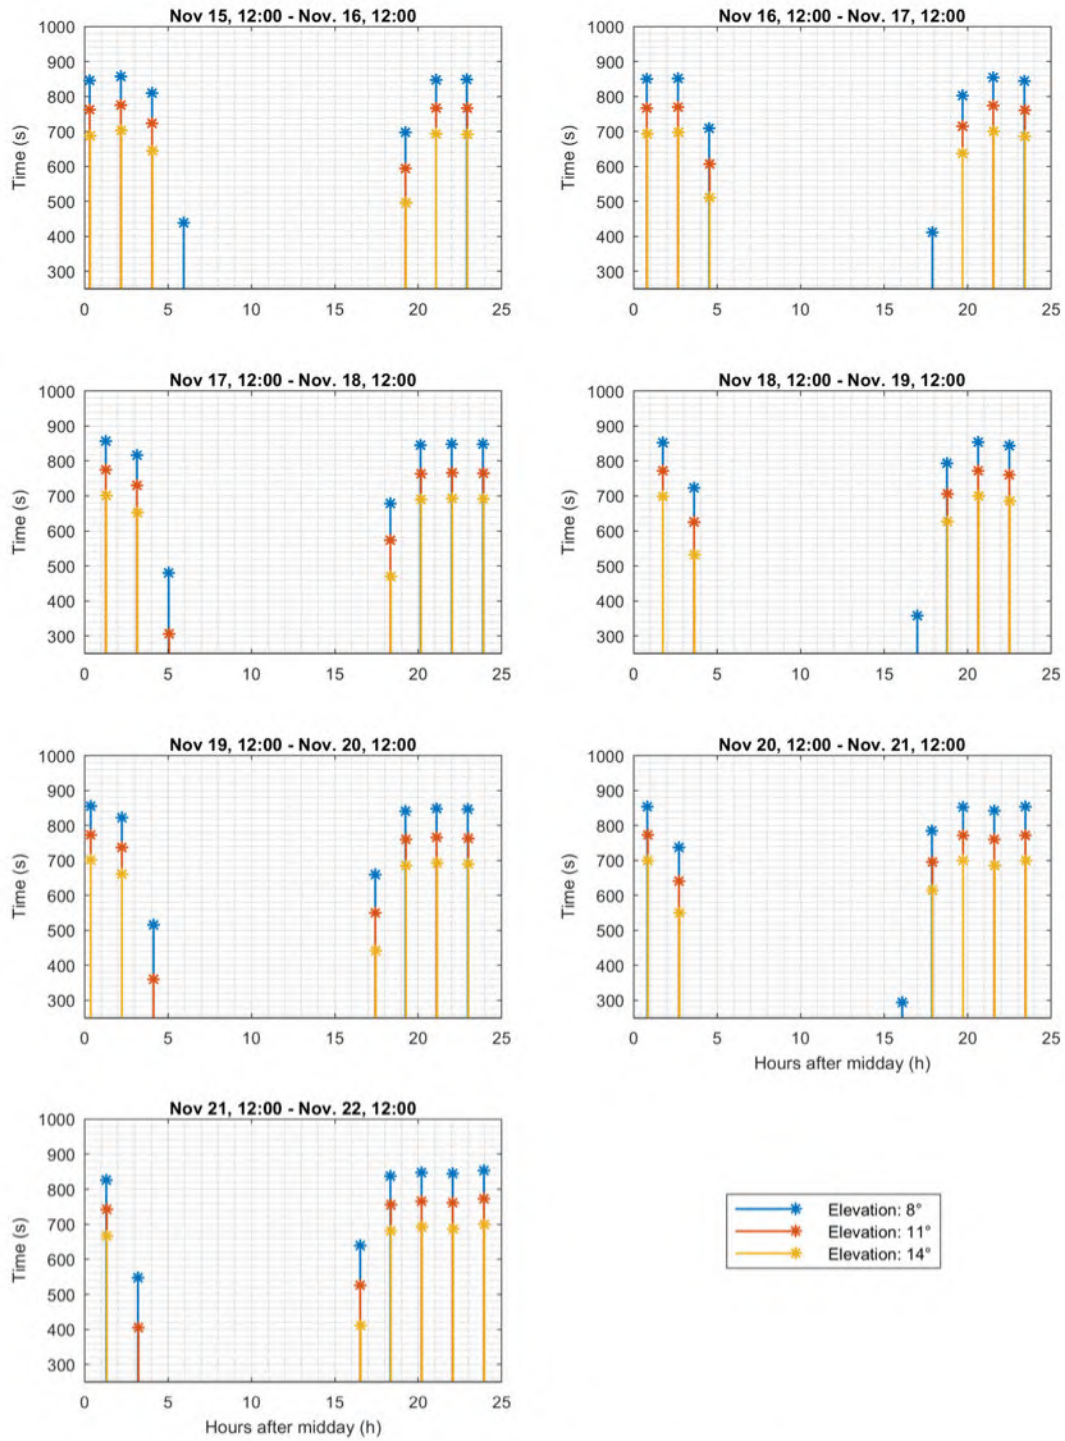 Nov 15, 12:00 - Nov. 16, 12:00
1000
900
800
700
600
500
400
300
Time (s)
0 5 10 15 20 25
Nov 16, 12:00 - Nov. 17, 12:00
1000
900
800
700
600
500
400
300
Time (s)
0 5 10 15 20 25
Nov 17, 12:00 - Nov. 18, 12:00
1000
900
800
700
600
500
400
300
Time (s)
0 5 10 15 20 25
Nov 18, 12:00 - Nov. 19, 12:00
1000
900
800
700
600
500
400
300
Time (s)
0 5 10 15 20 25
Nov 19, 12:00 - Nov. 20, 12:00
1000
900
800
700
600
500
400
300
Time (s)
0 5 10 15 20 25
Nov 20, 12:00 - Nov. 21, 12:00
1000
900
800
700
600
500
400
300
Time (s)
0 5 10 15 20 25
Hours after midday (h)
Nov 21, 12:00 - Nov. 22, 12:00
1000
900
800
700
600
500
400
300
Time (s)
0 5 10 15 20 25
Hours after midday (h)
Elevation: 8°
Elevation: 11°
Elevation: 14°